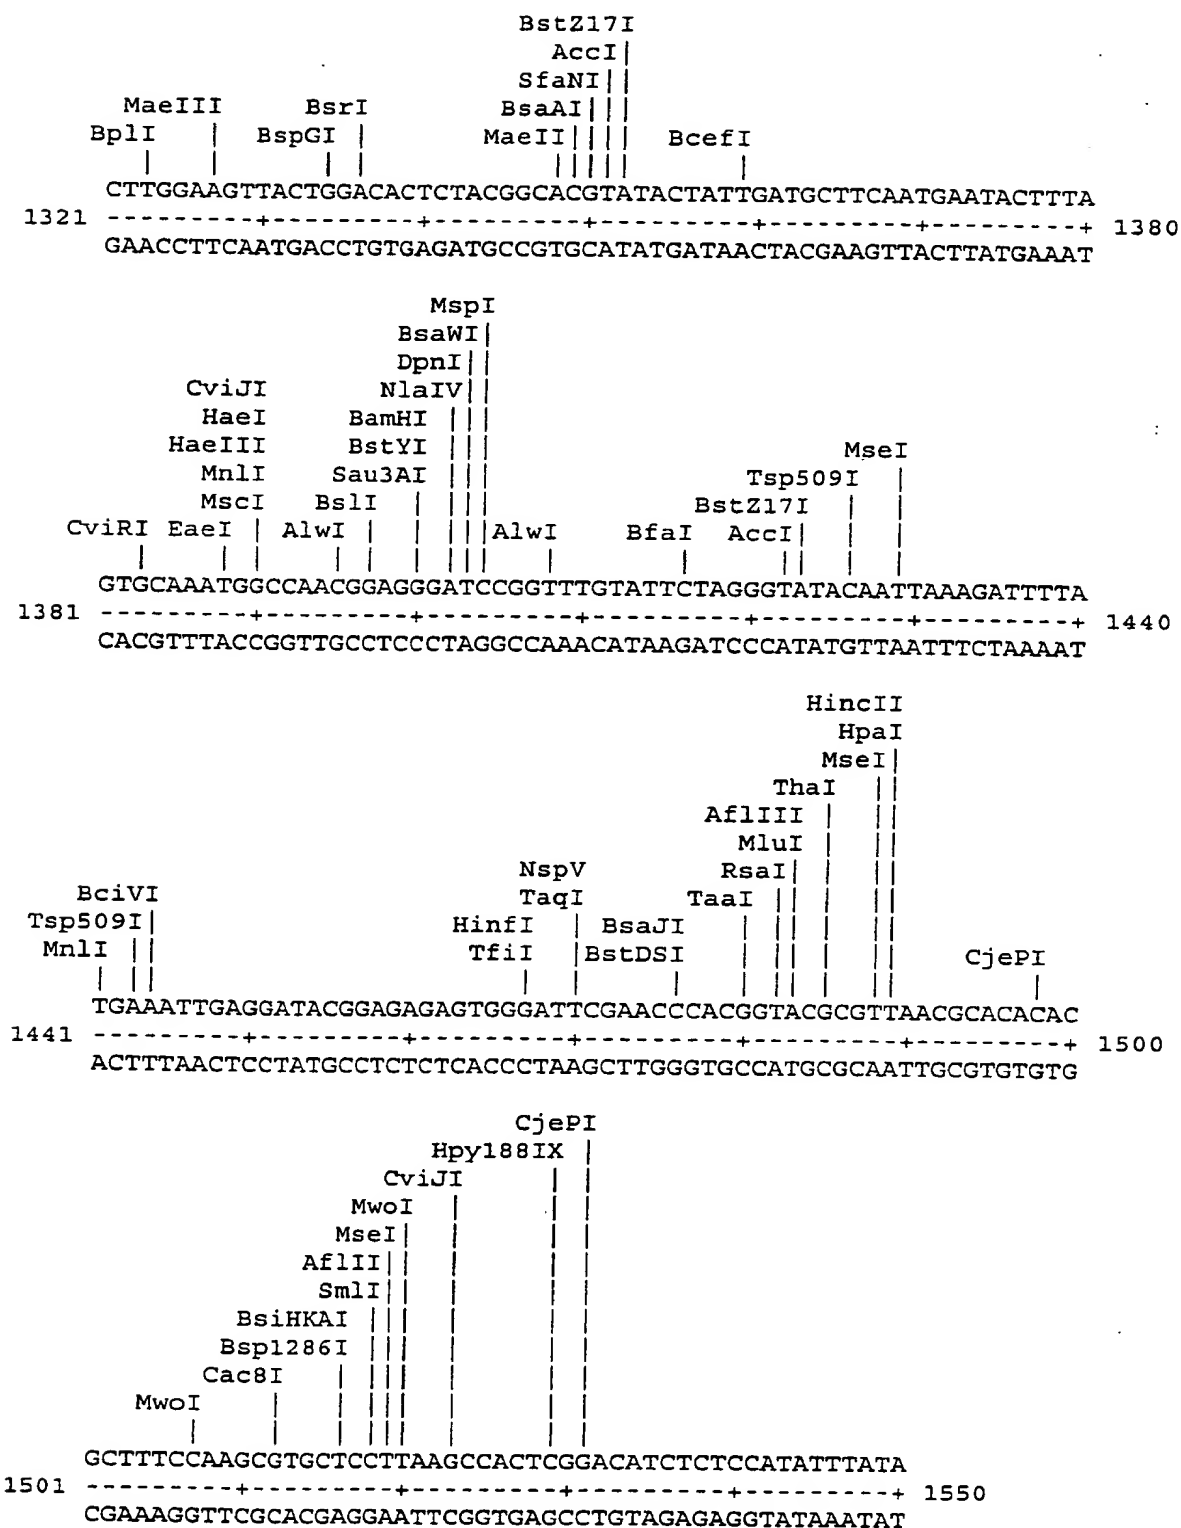 BstZ17I
AccI
SfaNI
MaeIII BsrI BsaAI
BplI BspGI MaeII BcefI
CTTGGAAGTTACTGGACACTCTACGGCACGTATACTATTGATGCTTCAATGAATACTTTA
1321 ---------+---------+---------+---------+---------+---------+ 1380
GAACCTTCAATGACCTGTGAGATGCCGTGCATATGATAACTACGAAGTTACTTATGAAAT
MspI
BsaWI
DpnI
CviJI NlaIV
HaeI BamHI
HaeIII BstYI MseI
MnlI Sau3AI Tsp509I
MscI BslI BstZ17I
CviRI EaeI AlwI AlwI BfaI AccI
GTGCAAATGGCCAACGGAGGGATCCGGTTTGTATTCTAGGGTATACAATTAAAGATTTTA
1381 ---------+---------+---------+---------+---------+---------+ 1440
CACGTTTACCGGTTGCCTCCCTAGGCCAAACATAAGATCCCATATGTTAATTTCTAAAAT
HincII
HpaI
MseI
ThaI
AflIII
MluI
NspV RsaI
BciVI TaqI TaaI
Tsp509I HinfI BsaJI
MnlI TfiI BstDSI CjePI
TGAAATTGAGGATACGGAGAGAGTGGGATTCGAACCCACGGTACGCGTTAACGCACACAC
1441 ---------+---------+---------+---------+---------+---------+ 1500
ACTTTAACTCCTATGCCTCTCTCACCCTAAGCTTGGGTGCCATGCGCAATTGCGTGTGTG
CjePI
Hpy188IX
CviJI
MwoI
MseI
AflII
SmlI
BsiHKAI
Bsp1286I
Cac8I
MwoI
GCTTTCCAAGCGTGCTCCTTAAGCCACTCGGACATCTCTCCATATTTATA
1501 ---------+---------+---------+---------+---------+ 1550
CGAAAGGTTCGCACGAGGAATTCGGTGAGCCTGTAGAGAGGTATAAATAT